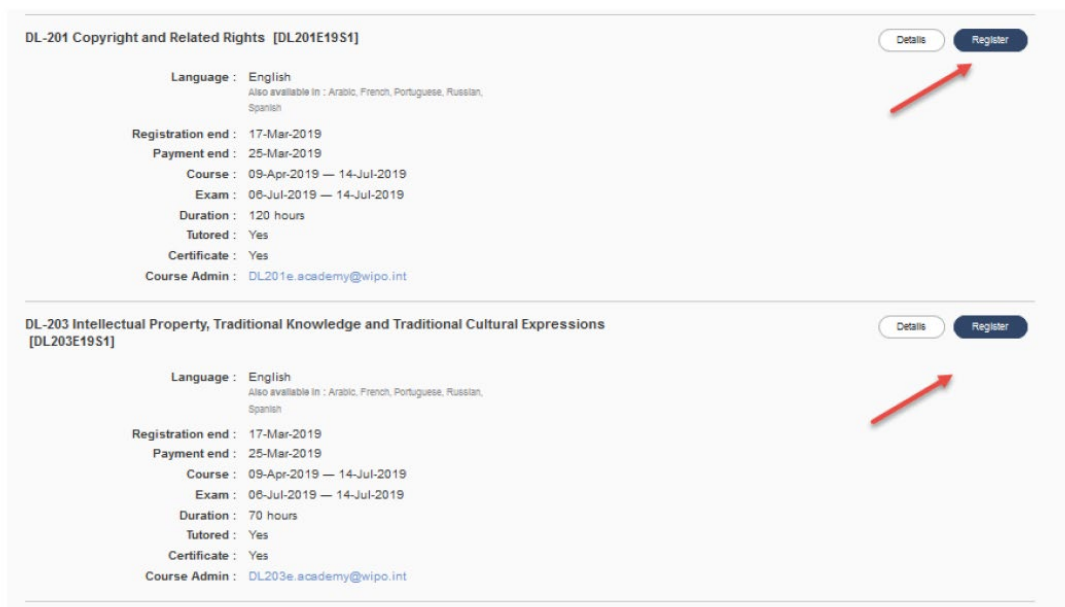 DL-201 Copyright and Related Rights [DL201E19S1]
Details
Register
Language : English
Also available in : Arabic, French, Portuguese, Russian,
Spanish
Registration end : 17-Mar-2019
Payment end : 25-Mar-2019
Course : 09-Apr-2019 — 14-Jul-2019
Exam : 06-Jul-2019 — 14-Jul-2019
Duration : 120 hours
Tutored : Yes
Certificate : Yes
Course Admin : DL201e.academy@wipo.int
DL-203 Intellectual Property, Traditional Knowledge and Traditional Cultural Expressions
[DL203E19S1]
Details
Register
Language : English
Also available in : Arabic, French, Portuguese, Russian,
Spanish
Registration end : 17-Mar-2019
Payment end : 25-Mar-2019
Course : 09-Apr-2019 — 14-Jul-2019
Exam : 06-Jul-2019 — 14-Jul-2019
Duration : 70 hours
Tutored : Yes
Certificate : Yes
Course Admin : DL203e.academy@wipo.int